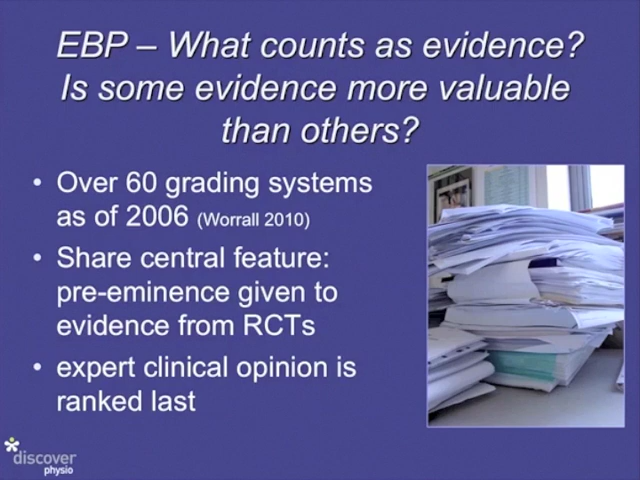 EBP – What counts as evidence?
Is some evidence more valuable
than others?
• Over 60 grading systems
as of 2006 (Worrall 2010)
• Share central feature:
pre-eminence given to
evidence from RCTs
• expert clinical opinion is
ranked last
discover
physio